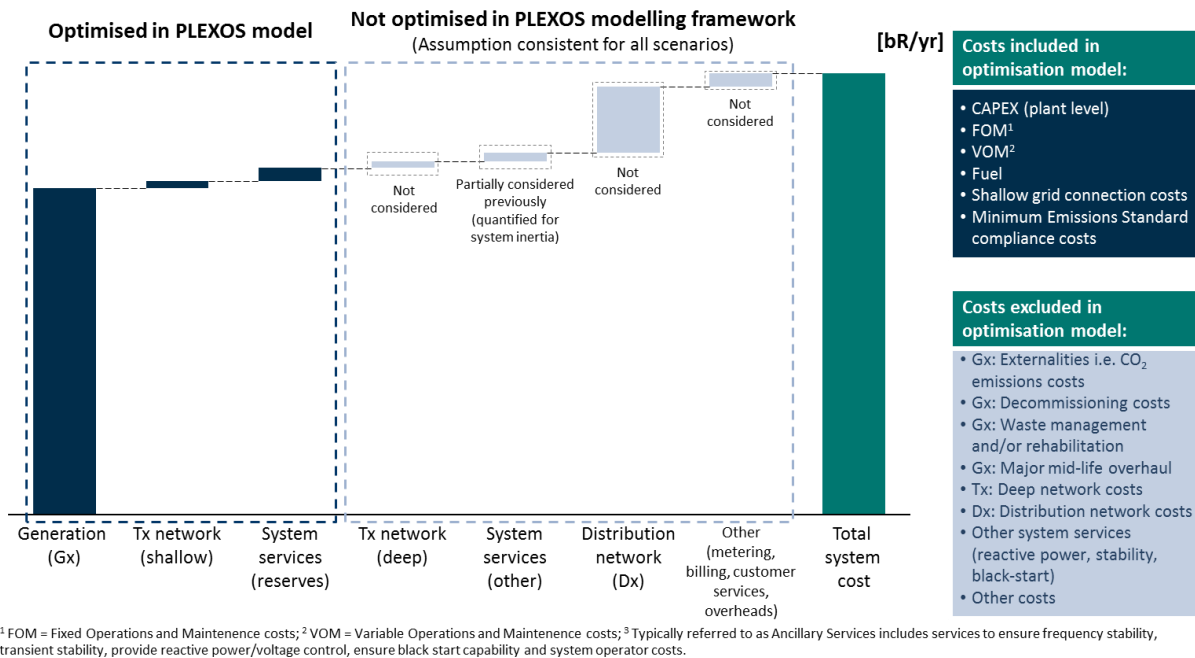 Optimised in PLEXOS model
Not optimised in PLEXOS modelling framework
(Assumption consistent for all scenarios)
[bR/yr]
Not
considered
Partially considered
previously
(quantified for
system inertia)
Not
considered
Not
considered
Generation
(Gx)
Tx network
(shallow)
System
services
(reserves)
Tx network
(deep)
System
services
(other)
Distribution
network
(Dx)
Other
(metering,
billing, customer
services,
overheads)
Total
system
cost
Costs included in
optimisation model:
• CAPEX (plant level)
• FOM¹
• VOM²
• Fuel
• Shallow grid connection costs
• Minimum Emissions Standard
compliance costs
Costs excluded in
optimisation model:
• Gx: Externalities i.e. CO₂
emissions costs
• Gx: Decommissioning costs
• Gx: Waste management
and/or rehabilitation
• Gx: Major mid-life overhaul
• Tx: Deep network costs
• Dx: Distribution network costs
• Other system services
(reactive power, stability,
black-start)
• Other costs
¹ FOM = Fixed Operations and Maintenence costs; ² VOM = Variable Operations and Maintenence costs; ³ Typically referred to as Ancillary Services includes services to ensure frequency stability,
transient stability, provide reactive power/voltage control, ensure black start capability and system operator costs.